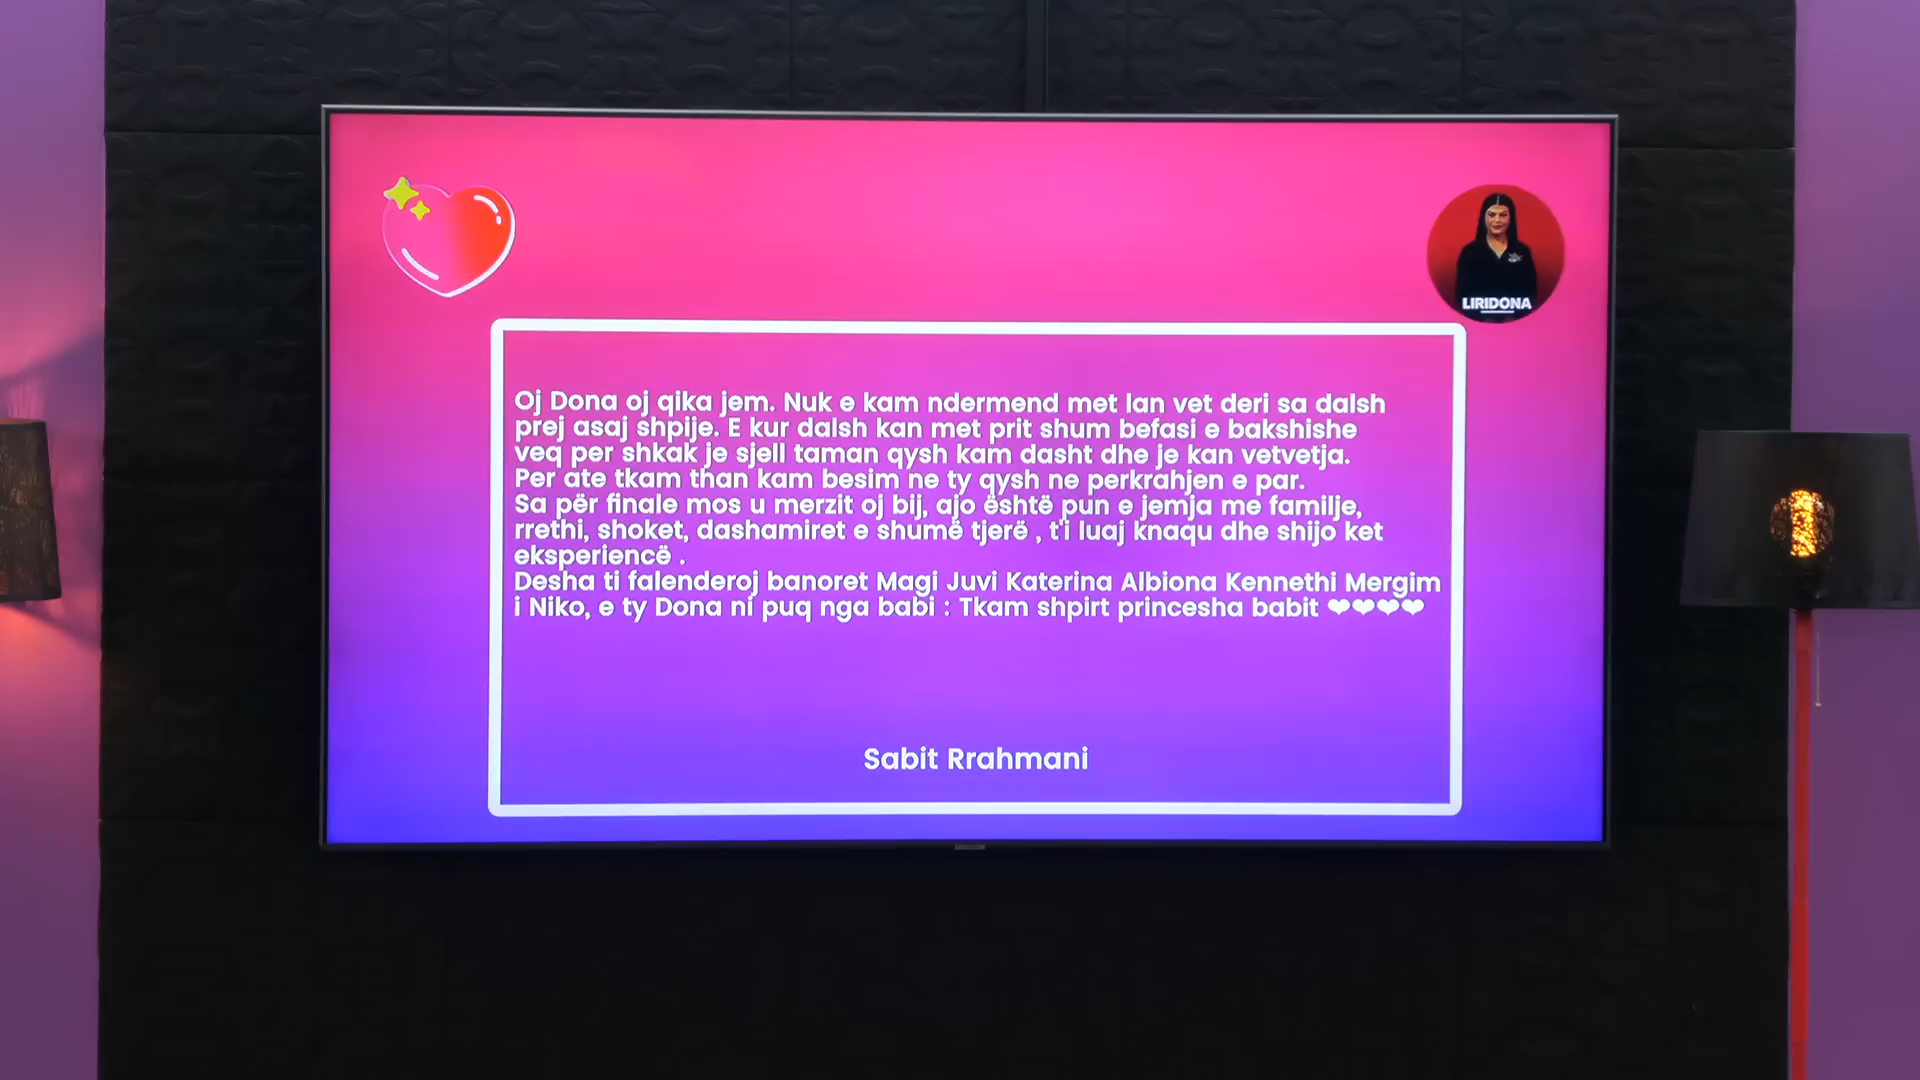 LIRIDONA
Oj Dona oj qika jem. Nuk e kam ndermend met lan vet deri sa dalsh
prej asaj shpije. E kur dalsh kan met prit shum befasi e bakshishe
veq per shkak je sjell taman qysh kam dasht dhe je kan vetvetja.
Per ate tkam than kam besim ne ty qysh ne perkrahjen e par.
Sa për finale mos u merzit oj bij, ajo është pun e jemja me familje,
rrethi, shoket, dashamiret e shumë tjerë , t'i luaj knaqu dhe shijo ket
eksperiencë .
Desha ti falenderoj banoret Magi Juvi Katerina Albiona Kennethi Mergim
i Niko, e ty Dona ni puq nga babi : Tkam shpirt princesha babit ❤❤❤❤
Sabit Rrahmani